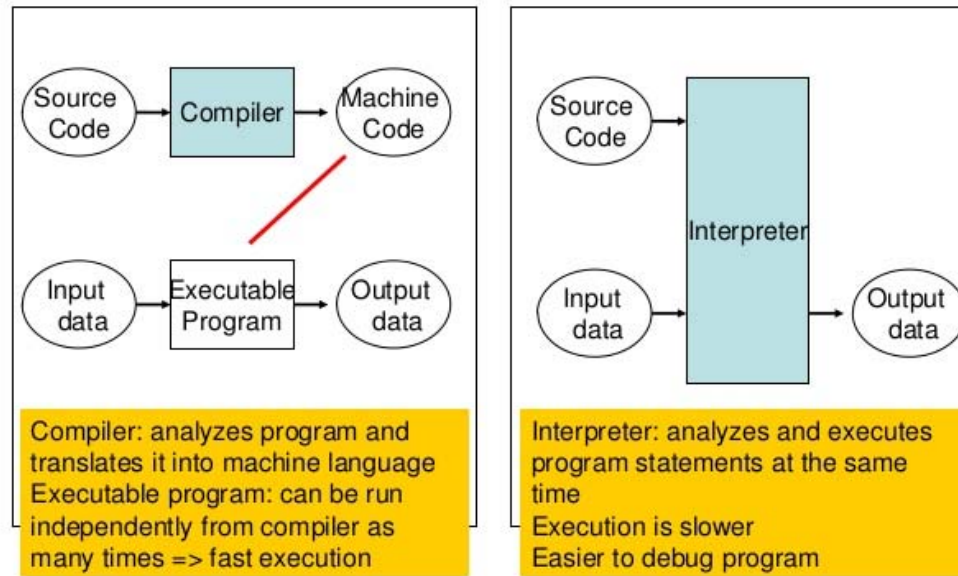 Source
Code
Compiler
Machine
Code
Input
data
Executable
Program
Output
data
Compiler: analyzes program and
translates it into machine language
Executable program: can be run
independently from compiler as
many times => fast execution
Source
Code
Interpreter
Input
data
Output
data
Interpreter: analyzes and executes
program statements at the same
time
Execution is slower
Easier to debug program